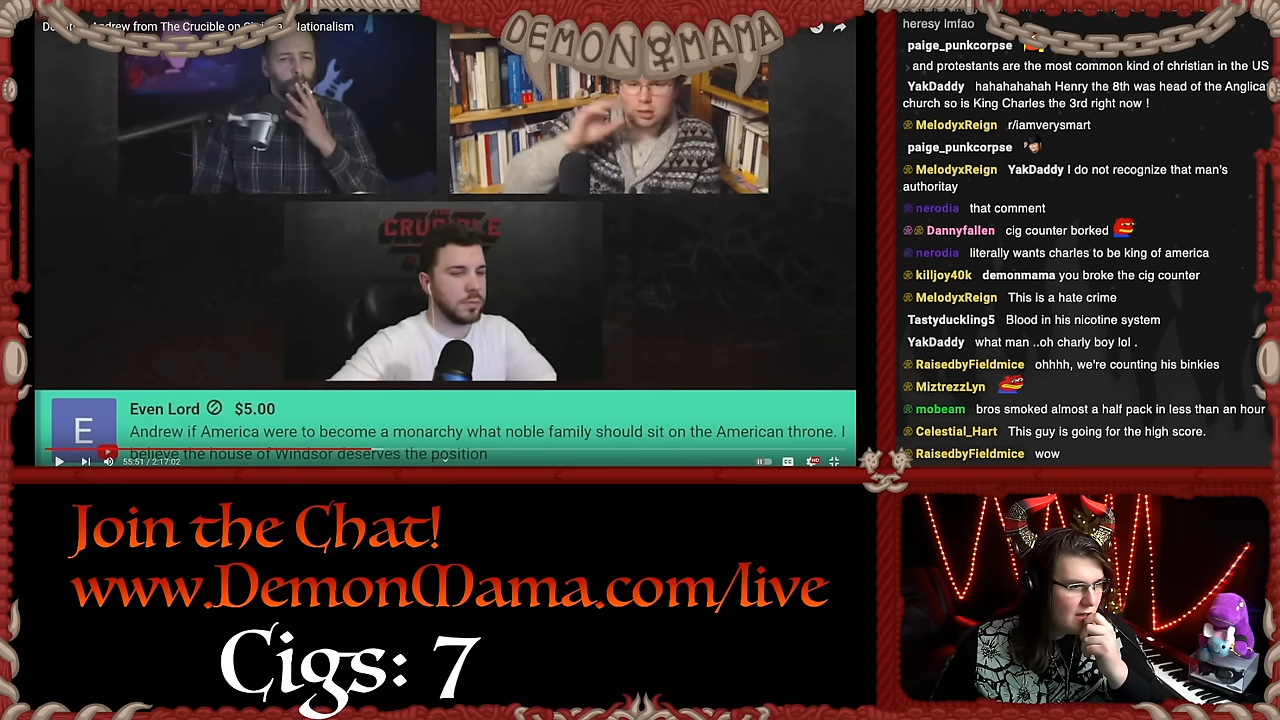 Andrew from The Crucible on
Nationalism
DEMON MAMA
THE
CRUCIBLE
Even Lord $5.00
E
Andrew if America were to become a monarchy what noble family should sit on the American throne. I
believe the house of Windsor deserves the position
55:51 / 2:17:02
CC
HD
heresy lmfao
paige_punkcorpse
and protestants are the most common kind of christian in the US
YakDaddy hahahahahah Henry the 8th was head of the Anglica
church so is King Charles the 3rd right now !
MelodyxReign r/iamverysmart
paige_punkcorpse
MelodyxReign YakDaddy I do not recognize that man's
authoritay
nerodia that comment
Dannyfallen cig counter borked
nerodia literally wants charles to be king of america
killjoy40k demonmama you broke the cig counter
MelodyxReign This is a hate crime
Tastyduckling5 Blood in his nicotine system
YakDaddy what man ..oh charly boy lol .
RaisedbyFieldmice ohhhh, we're counting his binkies
MiztrezzLyn
mobeam bros smoked almost a half pack in less than an hour
Celestial_Hart This guy is going for the high score.
RaisedbyFieldmice wow
Join the Chat!
www.DemonMama.com/live
Cigs: 7